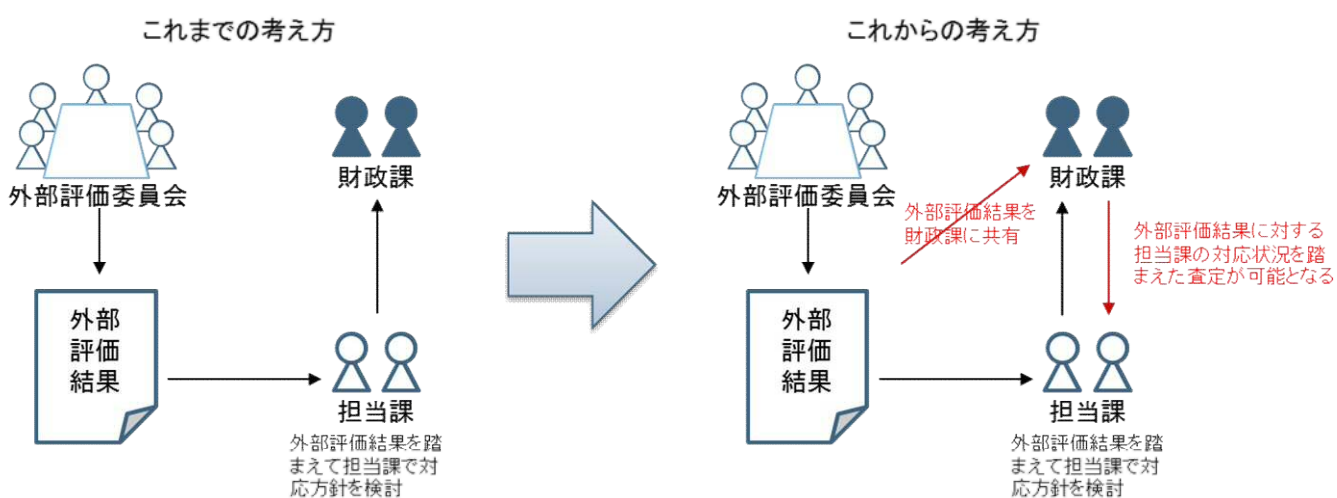 これまでの考え方
外部評価委員会
財政課
外部
評価
結果
担当課
外部評価結果を踏
まえて担当課で対
応方針を検討
これからの考え方
外部評価委員会
財政課
外部評価結果を
財政課に共有
外部評価結果に対する
担当課の対応状況を踏
まえた査定が可能となる
外部
評価
結果
担当課
外部評価結果を踏
まえて担当課で対
応方針を検討